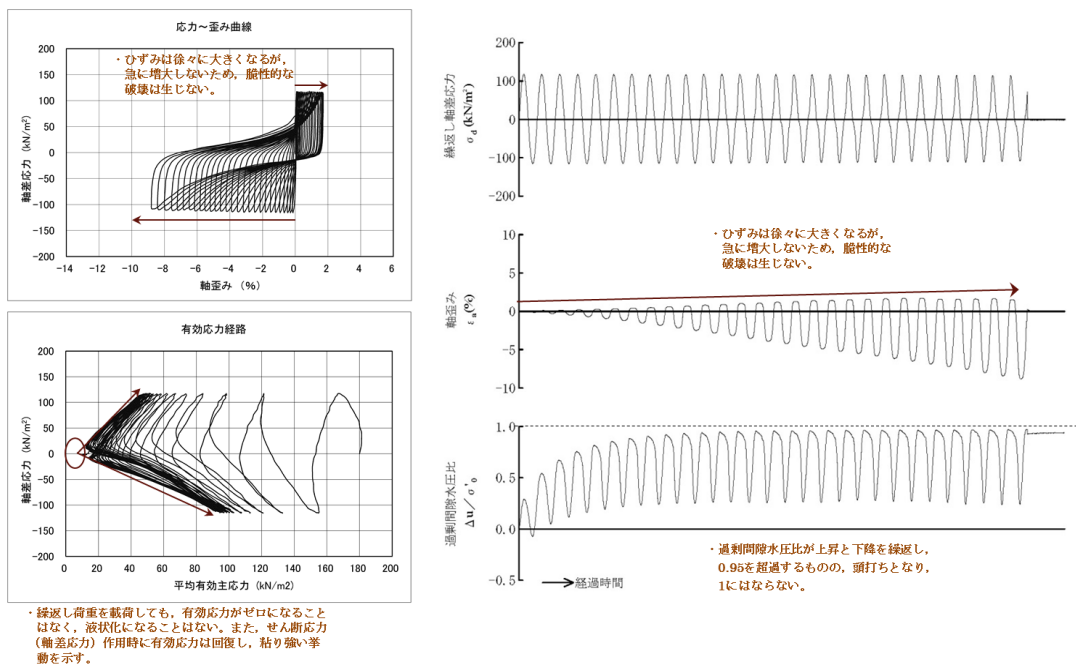 応力～歪み曲線
・ひずみは徐々に大きくなるが，
急に増大しないため，脆性的な
破壊は生じない。
200
150
100
50
0
-50
-100
-150
-200
軸差応力（kN/m²）
-14 -12 -10 -8 -6 -4 -2 0 2 4 6
軸歪み （%）
有効応力経路
200
150
100
50
0
-50
-100
-150
-200
軸差応力（kN/m²）
0 20 40 60 80 100 120 140 160 180 200
平均有効主応力（kN/m2）
・繰返し荷重を載荷しても，有効応力がゼロになること
はなく，液状化になることはない。また，せん断応力
（軸差応力）作用時に有効応力は回復し，粘り強い挙
動を示す。
200
100
0
-100
-200
繰返し軸差応力
σd(kN/m²)
・ひずみは徐々に大きくなるが，
急に増大しないため，脆性的な
破壊は生じない。
10
5
0
-5
-10
軸歪み
εa(%)
1.0
0.5
0.0
-0.5
過剰間隙水圧比
Δu／σ'0
・過剰間隙水圧比が上昇と下降を繰返し，
0.95を超過するものの，頭打ちとなり，
1にはならない。
経過時間